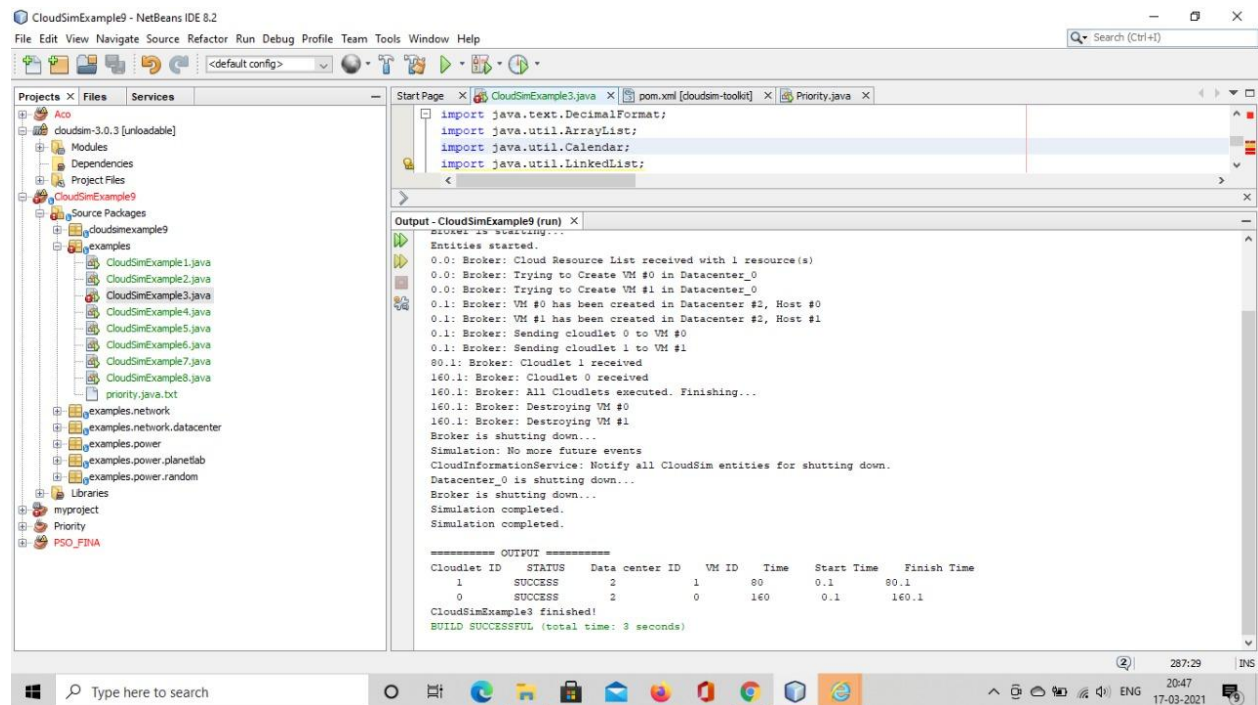 CloudSimExample9 - NetBeans IDE 8.2
File Edit View Navigate Source Refactor Run Debug Profile Team Tools Window Help
Search (Ctrl+I)
<default config>
Projects Files Services
Aco
cloudsim-3.0.3 [unloadable]
Modules
Dependencies
Project Files
CloudSimExample9
Source Packages
cloudsimexample9
examples
CloudSimExample1.java
CloudSimExample2.java
CloudSimExample3.java
CloudSimExample4.java
CloudSimExample5.java
CloudSimExample6.java
CloudSimExample7.java
CloudSimExample8.java
priority.java.txt
examples.network
examples.network.datacenter
examples.power
examples.power.planetlab
examples.power.random
Libraries
myproject
Priority
PSO_FINA
Start Page CloudSimExample3.java pom.xml [cloudsim-toolkit] Priority.java
import java.text.DecimalFormat;
import java.util.ArrayList;
import java.util.Calendar;
import java.util.LinkedList;
Output - CloudSimExample9 (run)
Broker is starting...
Entities started.
0.0: Broker: Cloud Resource List received with 1 resource(s)
0.0: Broker: Trying to Create VM #0 in Datacenter_0
0.0: Broker: Trying to Create VM #1 in Datacenter_0
0.1: Broker: VM #0 has been created in Datacenter #2, Host #0
0.1: Broker: VM #1 has been created in Datacenter #2, Host #1
0.1: Broker: Sending cloudlet 0 to VM #0
0.1: Broker: Sending cloudlet 1 to VM #1
80.1: Broker: Cloudlet 1 received
160.1: Broker: Cloudlet 0 received
160.1: Broker: All Cloudlets executed. Finishing...
160.1: Broker: Destroying VM #0
160.1: Broker: Destroying VM #1
Broker is shutting down...
Simulation: No more future events
CloudInformationService: Notify all CloudSim entities for shutting down.
Datacenter_0 is shutting down...
Broker is shutting down...
Simulation completed.
Simulation completed.
========== OUTPUT ==========
Cloudlet ID STATUS Data center ID VM ID Time Start Time Finish Time
1 SUCCESS 2 1 80 0.1 80.1
0 SUCCESS 2 0 160 0.1 160.1
CloudSimExample3 finished!
BUILD SUCCESSFUL (total time: 3 seconds)
2 287:29 INS
Type here to search
ENG
20:47
17-03-2021
9